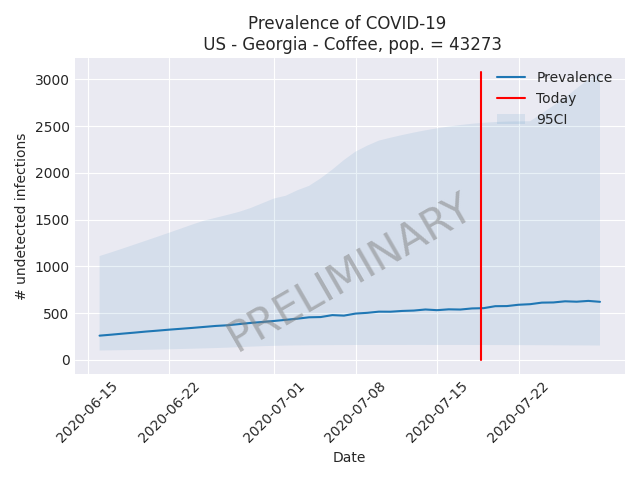 Prevalence of COVID-19
US - Georgia - Coffee, pop. = 43273
3000
2500
2000
1500
1000
500
0
# undetected infections
Prevalence
Today
95CI
PRELIMINARY
2020-06-15
2020-06-22
2020-07-01
2020-07-08
2020-07-15
2020-07-22
Date